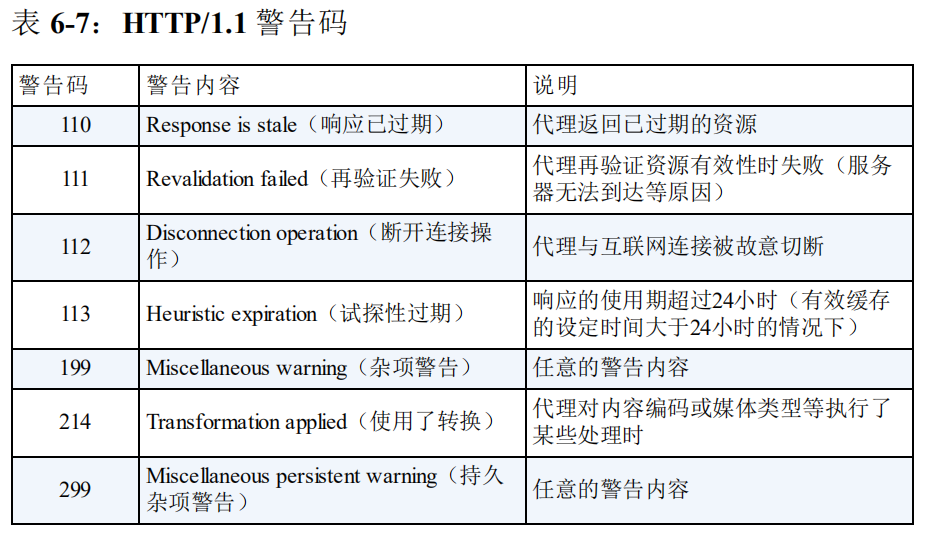 表 6-7：HTTP/1.1 警告码
警告码 警告内容 说明
110 Response is stale（响应已过期） 代理返回已过期的资源
111 Revalidation failed（再验证失败） 代理再验证资源有效性时失败（服务
器无法到达等原因）
112 Disconnection operation（断开连接操
作） 代理与互联网连接被故意切断
113 Heuristic expiration（试探性过期） 响应的使用期超过24小时（有效缓存
的设定时间大于24小时的情况下）
199 Miscellaneous warning（杂项警告） 任意的警告内容
214 Transformation applied（使用了转换） 代理对内容编码或媒体类型等执行了
某些处理时
299 Miscellaneous persistent warning（持久
杂项警告） 任意的警告内容